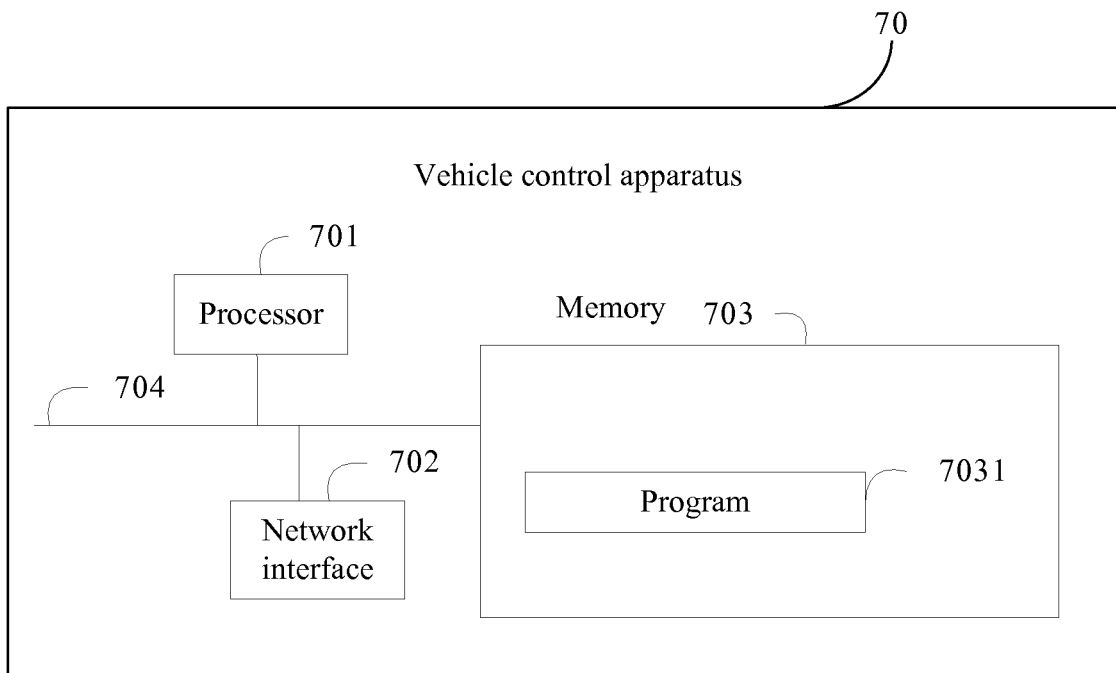 70
Vehicle control apparatus
701
Processor
Memory 703
704
702
7031
Program
Network
interface